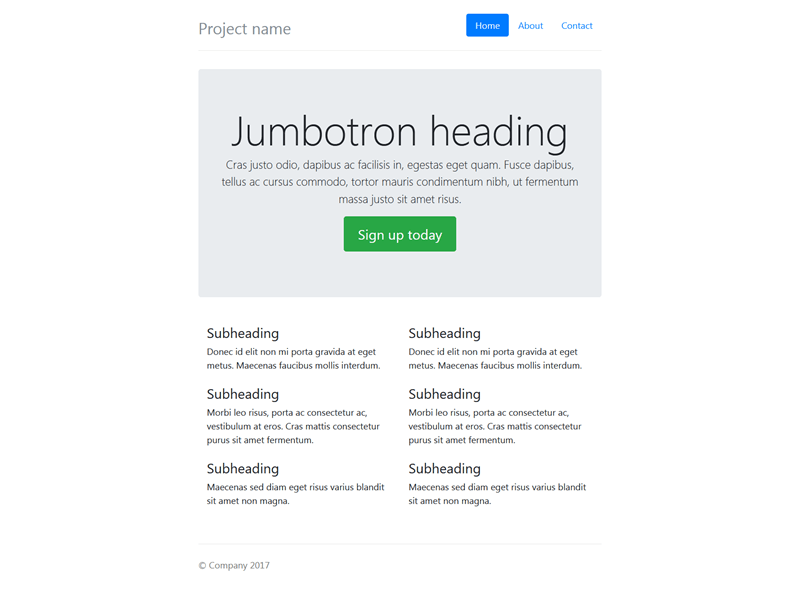 Project name
Home About Contact
Jumbotron heading
Cras justo odio, dapibus ac facilisis in, egestas eget quam. Fusce dapibus,
tellus ac cursus commodo, tortor mauris condimentum nibh, ut fermentum
massa justo sit amet risus.
Sign up today
Subheading
Donec id elit non mi porta gravida at eget
metus. Maecenas faucibus mollis interdum.
Subheading
Morbi leo risus, porta ac consectetur ac,
vestibulum at eros. Cras mattis consectetur
purus sit amet fermentum.
Subheading
Maecenas sed diam eget risus varius blandit
sit amet non magna.
Subheading
Donec id elit non mi porta gravida at eget
metus. Maecenas faucibus mollis interdum.
Subheading
Morbi leo risus, porta ac consectetur ac,
vestibulum at eros. Cras mattis consectetur
purus sit amet fermentum.
Subheading
Maecenas sed diam eget risus varius blandit
sit amet non magna.
© Company 2017